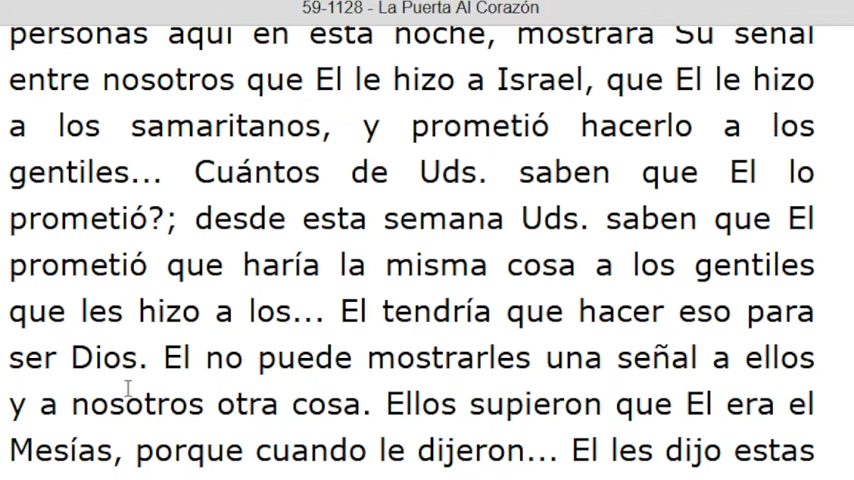 59-1128 - La Puerta Al Corazón
personas aquí en esta noche, mostrará Su señal
entre nosotros que El le hizo a Israel, que El le hizo
a los samaritanos, y prometió hacerlo a los
gentiles... Cuántos de Uds. saben que El lo
prometió?; desde esta semana Uds. saben que El
prometió que haría la misma cosa a los gentiles
que les hizo a los... El tendría que hacer eso para
ser Dios. El no puede mostrarles una señal a ellos
y a nosotros otra cosa. Ellos supieron que El era el
Mesías, porque cuando le dijeron... El les dijo estas